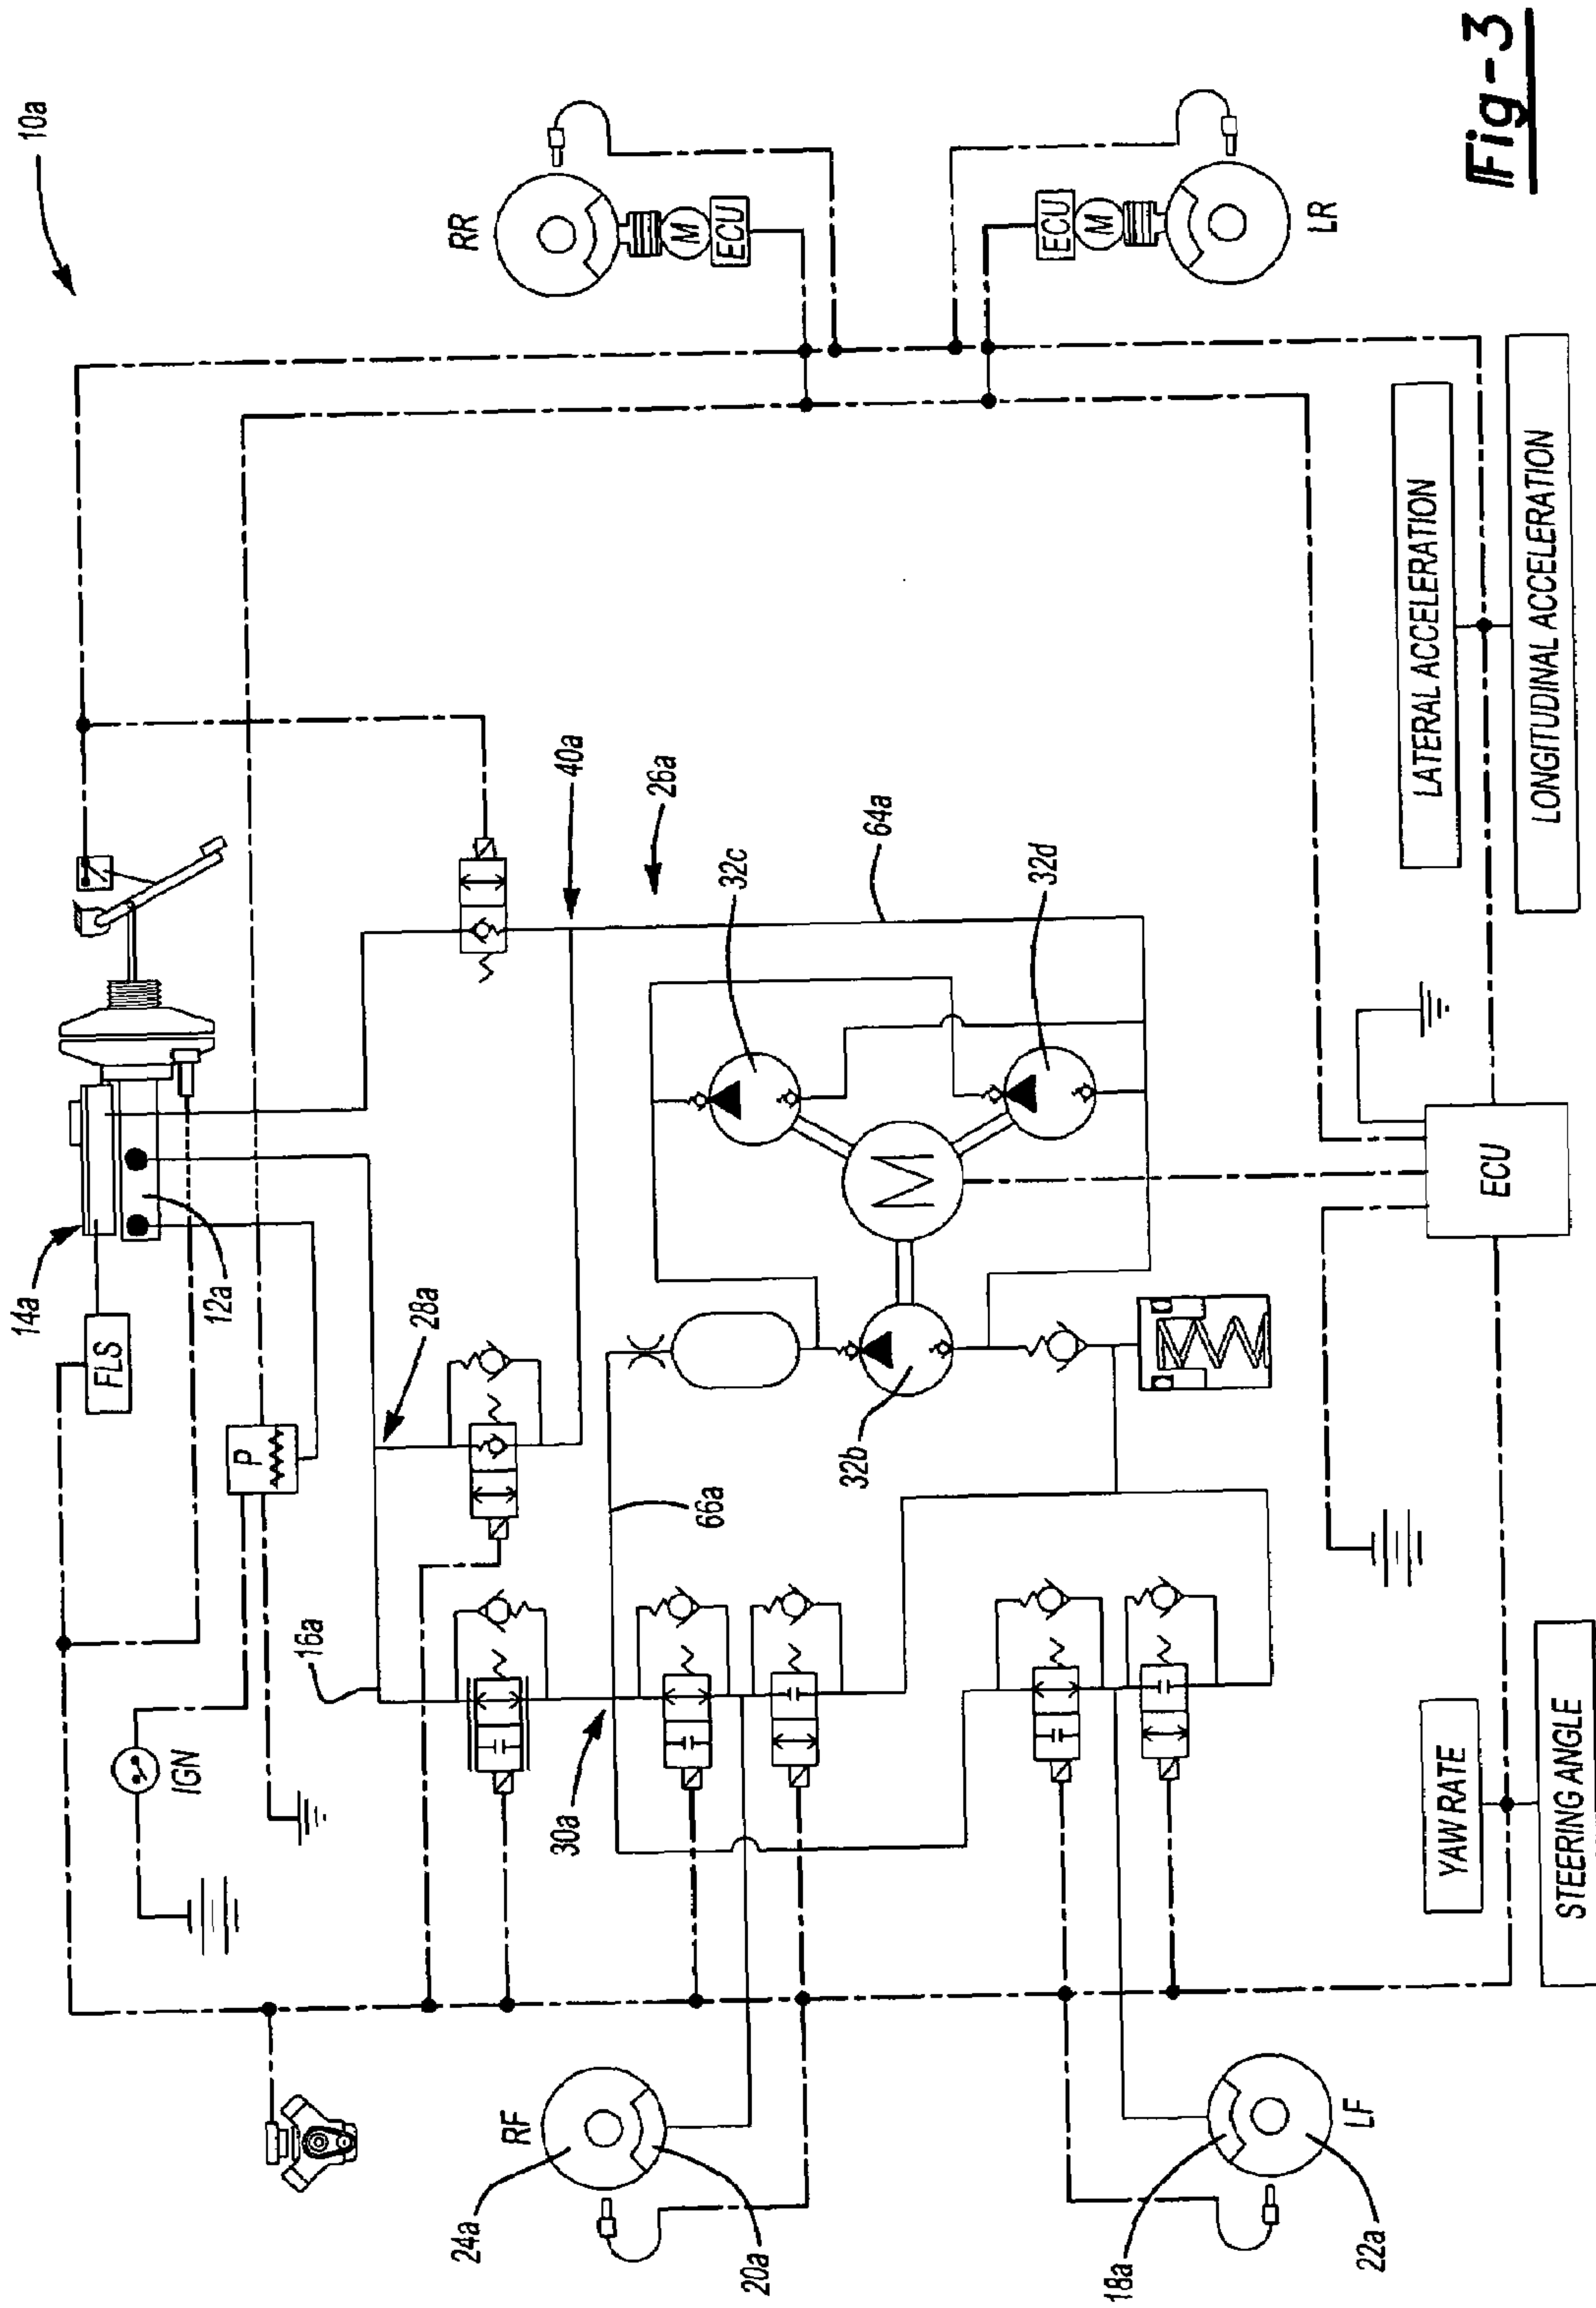 Fig-3
10a
RR
M
ECU
ECU
M
LR
14a
FLS
12a
P
IGN
16a
28a
40a
26a
32c
64a
32d
M
32b
66a
30a
ECU
LATERAL ACCELERATION
LONGITUDINAL ACCELERATION
YAW RATE
STEERING ANGLE
RF
24a
20a
LF
18a
22a